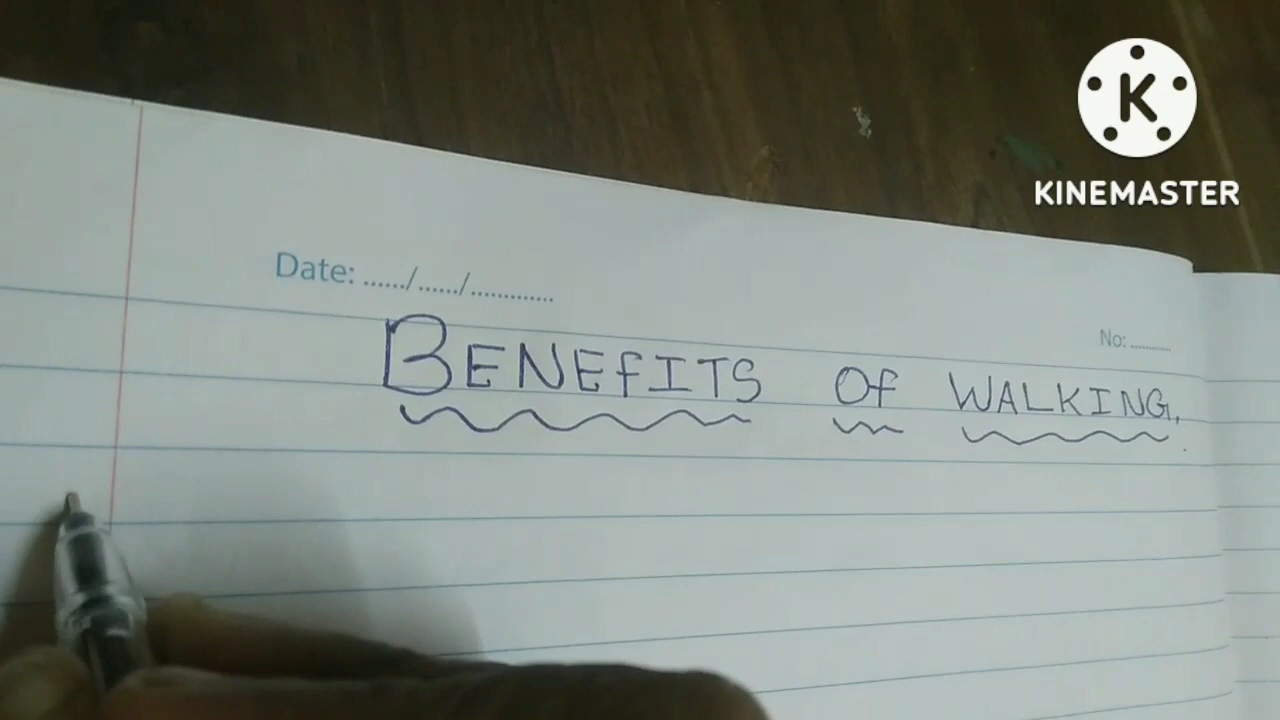 K
KINEMASTER
Date: ....../....../.............
No: ..........
BENEFITS OF WALKING.